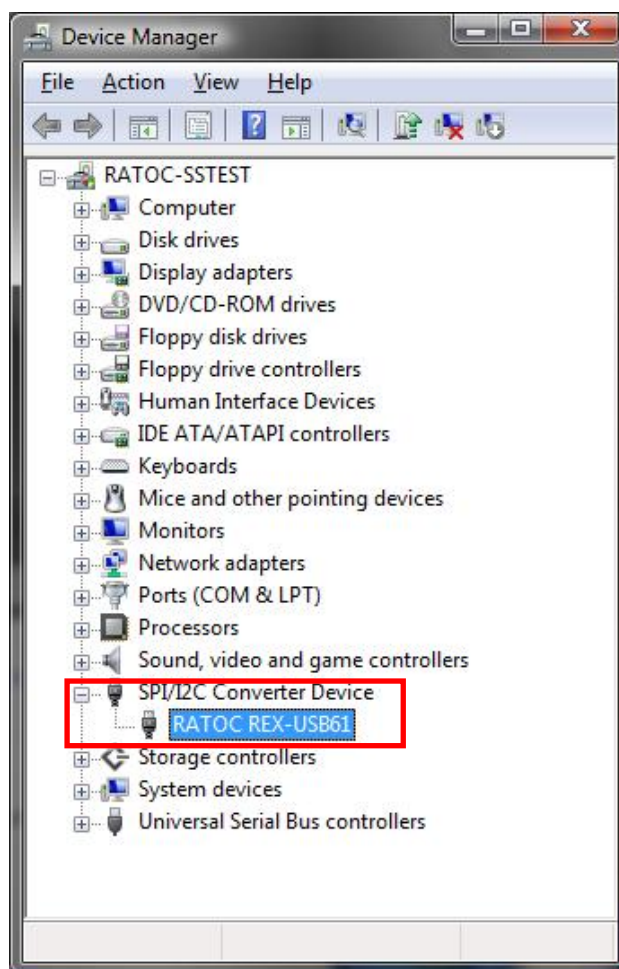 Device Manager
File Action View Help
RATOC-SSTEST
Computer
Disk drives
Display adapters
DVD/CD-ROM drives
Floppy disk drives
Floppy drive controllers
Human Interface Devices
IDE ATA/ATAPI controllers
Keyboards
Mice and other pointing devices
Monitors
Network adapters
Ports (COM & LPT)
Processors
Sound, video and game controllers
SPI/I2C Converter Device
RATOC REX-USB61
Storage controllers
System devices
Universal Serial Bus controllers